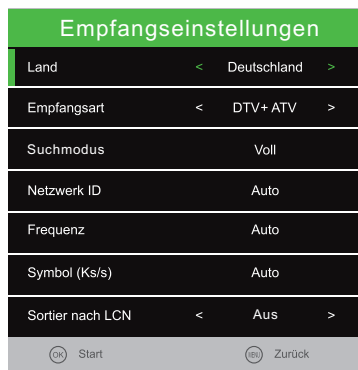 Empfangseinstellungen
Land < Deutschland >
Empfangsart < DTV+ ATV >
Suchmodus Voll
Netzwerk ID Auto
Frequenz Auto
Symbol (Ks/s) Auto
Sortier nach LCN < Aus >
OK Start MENU Zurück